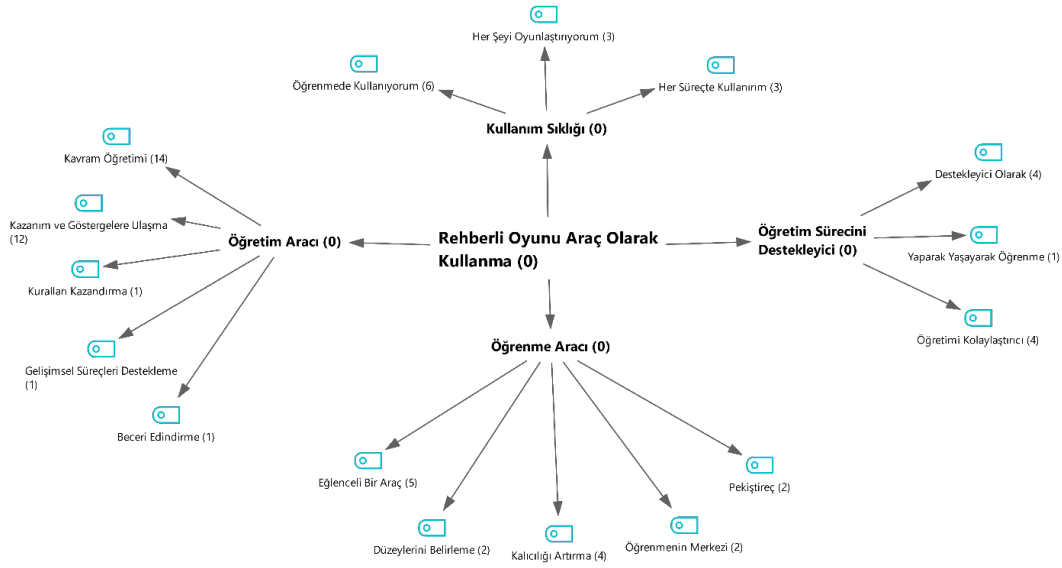 Her Şeyi Oyunlaştırıyorum (3)
Öğrenmede Kullanıyorum (6)
Her Süreçte Kullanırım (3)
Kullanım Sıklığı (0)
Kavram Öğretimi (14)
Destekleyici Olarak (4)
Kazanım ve Göstergelere Ulaşma
(12)
Öğretim Aracı (0)
Rehberli Oyunu Araç Olarak
Kullanma (0)
Öğretim Sürecini
Destekleyici (0)
Yaparak Yaşayarak Öğrenme (1)
Kuralları Kazandırma (1)
Öğretimi Kolaylaştırıcı (4)
Öğrenme Aracı (0)
Gelişimsel Süreçleri Destekleme
(1)
Beceri Edindirme (1)
Eğlenceli Bir Araç (5)
Pekiştireç (2)
Düzeylerini Belirleme (2)
Kalıcılığı Artırma (4)
Öğrenmenin Merkezi (2)